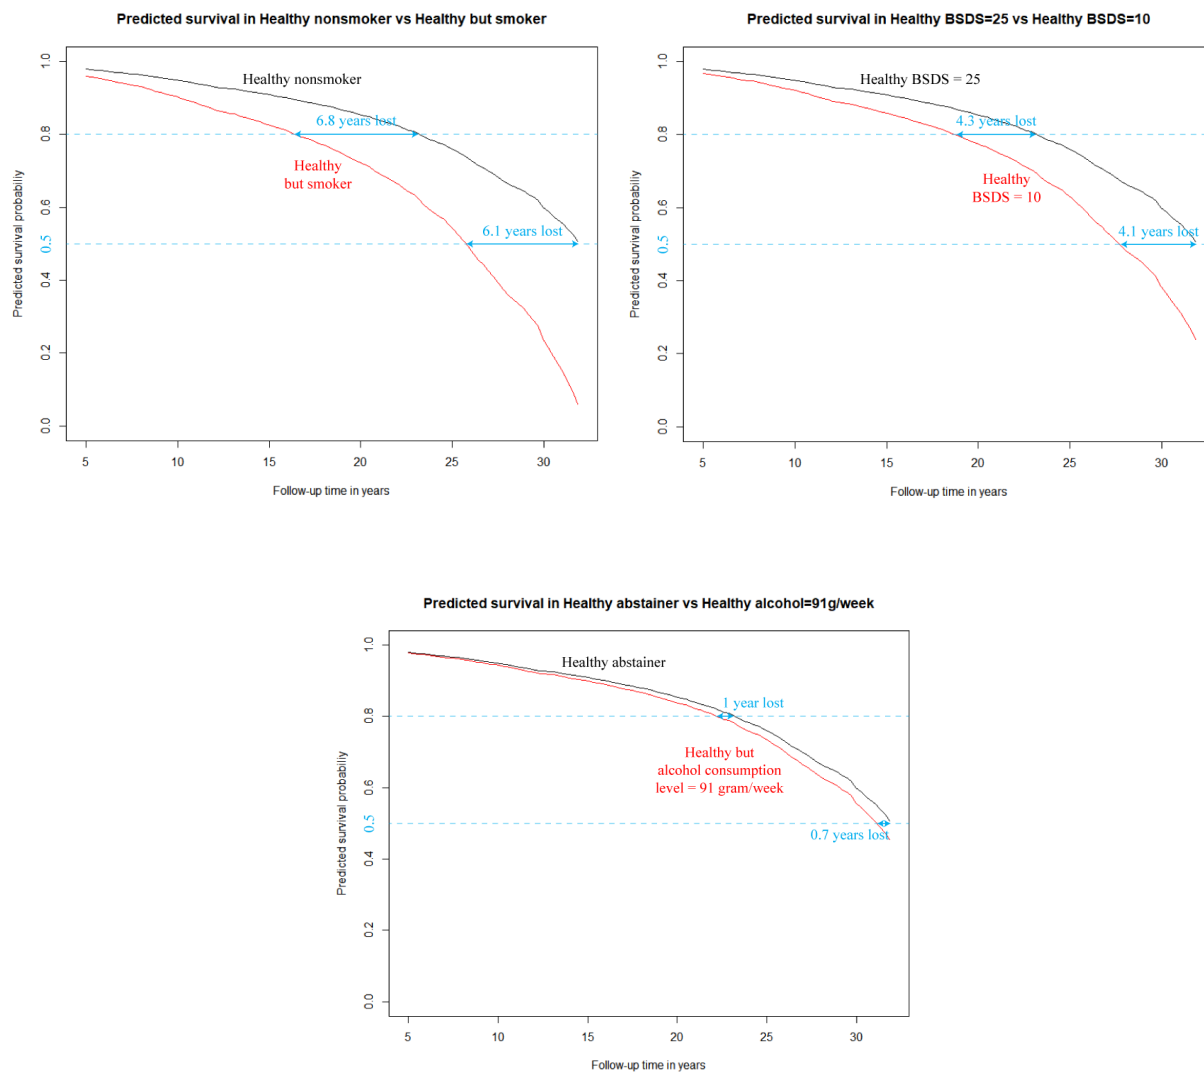 Predicted survival in Healthy nonsmoker vs Healthy but smoker
Predicted survival probabiliy
1.0
0.8
0.6
0.5
0.4
0.2
0.0
Healthy nonsmoker
6.8 years lost
Healthy
but smoker
6.1 years lost
5 10 15 20 25 30
Follow-up time in years
Predicted survival in Healthy BSDS=25 vs Healthy BSDS=10
Predicted survival probabiliy
1.0
0.8
0.6
0.5
0.4
0.2
0.0
Healthy BSDS = 25
4.3 years lost
Healthy
BSDS = 10
4.1 years lost
5 10 15 20 25 30
Follow-up time in years
Predicted survival in Healthy abstainer vs Healthy alcohol=91g/week
Predicted survival probabiliy
1.0
0.8
0.6
0.5
0.4
0.2
0.0
Healthy abstainer
1 year lost
Healthy but
alcohol consumption
level = 91 gram/week
0.7 years lost
5 10 15 20 25 30
Follow-up time in years